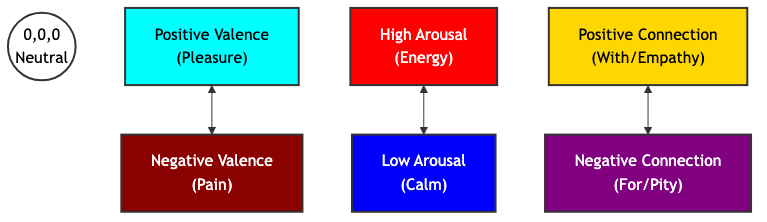 0,0,0
Neutral
Positive Valence
(Pleasure)
High Arousal
(Energy)
Positive Connection
(With/Empathy)
Negative Valence
(Pain)
Low Arousal
(Calm)
Negative Connection
(For/Pity)